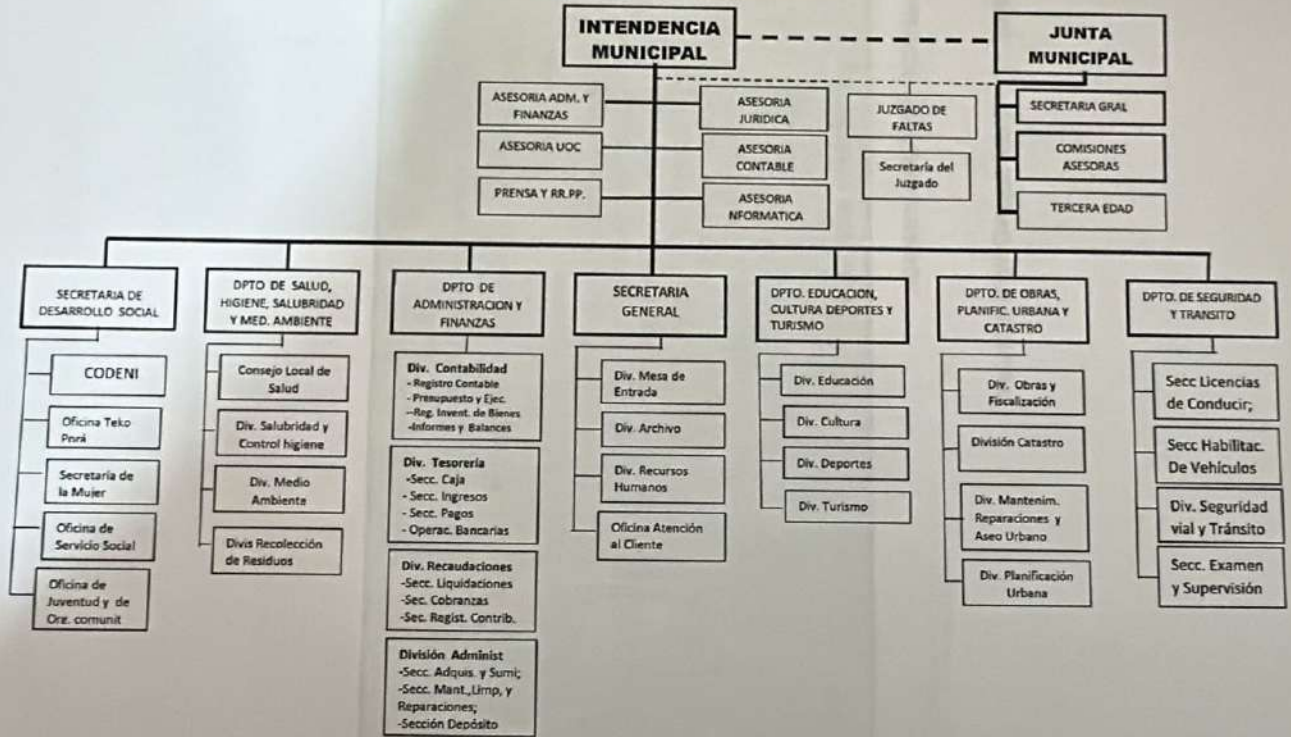 INTENDENCIA
MUNICIPAL
JUNTA
MUNICIPAL
ASESORIA ADM. Y
FINANZAS
ASESORIA
JURIDICA
JUZGADO DE
FALTAS
SECRETARIA GRAL
ASESORIA UOC
ASESORIA
CONTABLE
Secretaría del
Juzgado
COMISIONES
ASESORAS
PRENSA Y RR.PP.
ASESORIA
NFORMATICA
TERCERA EDAD
SECRETARIA DE
DESARROLLO SOCIAL
CODENI
Oficina Teko
Porá
Secretaría de
la Mujer
Oficina de
Servicio Social
Oficina de
Juventud y de
Org. comunit
DPTO DE SALUD,
HIGIENE, SALUBRIDAD
Y MED. AMBIENTE
Consejo Local de
Salud
Div. Salubridad y
Control higiene
Div. Medio
Ambiente
Divis Recolección
de Residuos
DPTO DE
ADMINISTRACION Y
FINANZAS
Div. Contabilidad
- Registro Contable
- Presupuesto y Ejec.
--Reg. Invent. de Bienes
-Informes y Balances
Div. Tesorería
-Secc. Caja
- Secc. Ingresos
- Secc. Pagos
- Operac. Bancarias
Div. Recaudaciones
-Secc. Liquidaciones
-Sec. Cobranzas
-Sec. Regist. Contrib.
División Administ
-Secc. Adquis. y Sumi;
-Secc. Mant.,Limp, y
Reparaciones;
-Sección Depósito
SECRETARIA
GENERAL
Div. Mesa de
Entrada
Div. Archivo
Div. Recursos
Humanos
Oficina Atención
al Cliente
DPTO. EDUCACION,
CULTURA DEPORTES Y
TURISMO
Div. Educación
Div. Cultura
Div. Deportes
Div. Turismo
DPTO. DE OBRAS,
PLANIFIC. URBANA Y
CATASTRO
Div. Obras y
Fiscalización
División Catastro
Div. Mantenim.
Reparaciones y
Aseo Urbano
Div. Planificación
Urbana
DPTO. DE SEGURIDAD
Y TRANSITO
Secc Licencias
de Conducir;
Secc Habilitac.
De Vehículos
Div. Seguridad
vial y Tránsito
Secc. Examen
y Supervisión